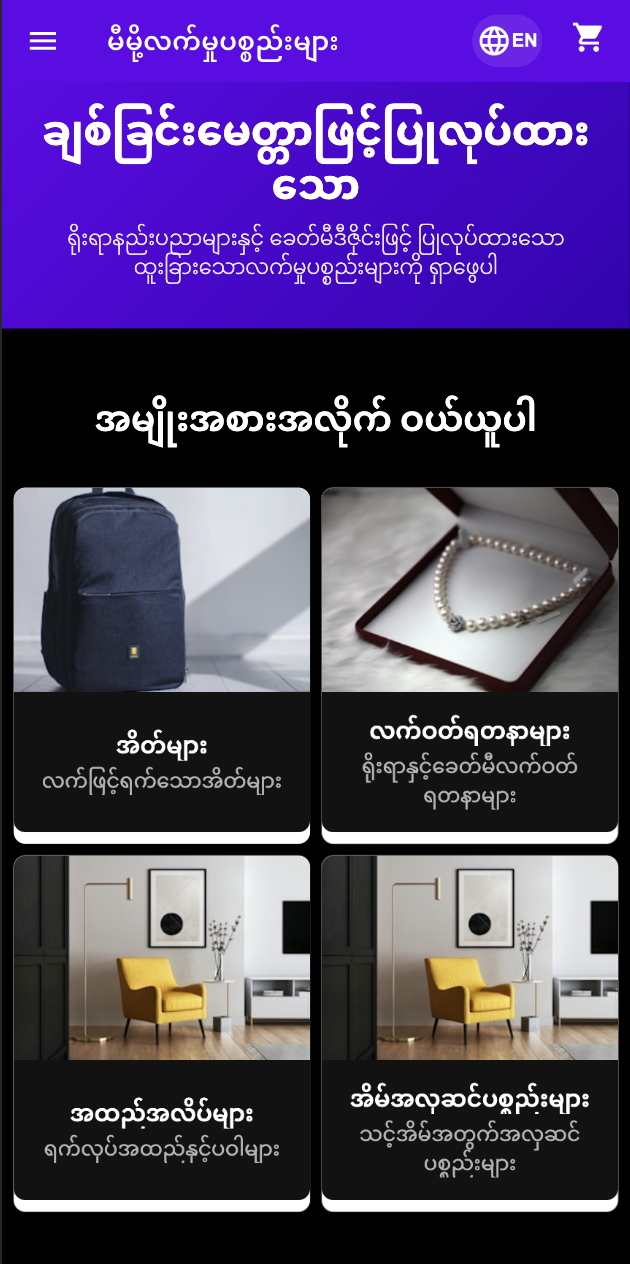 မီမို့လက်မှုပစ္စည်းများ
EN
ချစ်ခြင်းမေတ္တာဖြင့်ပြုလုပ်ထား
သော
ရိုးရာနည်းပညာများနှင့် ခေတ်မီဒီဇိုင်းဖြင့် ပြုလုပ်ထားသော
ထူးခြားသောလက်မှုပစ္စည်းများကို ရှာဖွေပါ
အမျိုးအစားအလိုက် ဝယ်ယူပါ
အိတ်များ
လက်ဖြင့်ရက်သောအိတ်များ
လက်ဝတ်ရတနာများ
ရိုးရာနှင့်ခေတ်မီလက်ဝတ်
ရတနာများ
အထည်အလိပ်များ
ရက်လုပ်အထည်နှင့်ပဝါများ
အိမ်အလှဆင်ပစ္စည်းများ
သင့်အိမ်အတွက်အလှဆင်
ပစ္စည်းများ